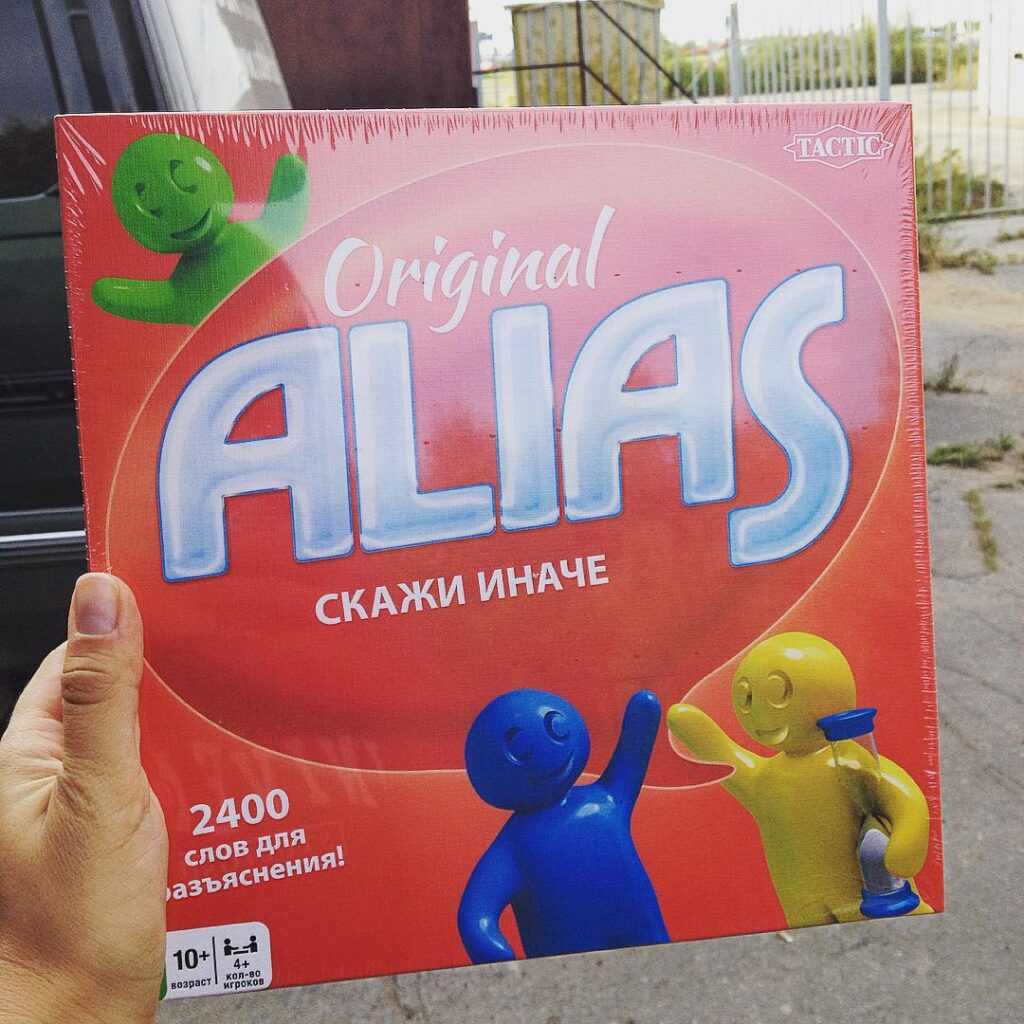 TACTIC
Original
ALIAS
СКАЖИ ИНАЧЕ
2400
слов для
разъяснения!
10+
возраст
4+
кол-во
игроков